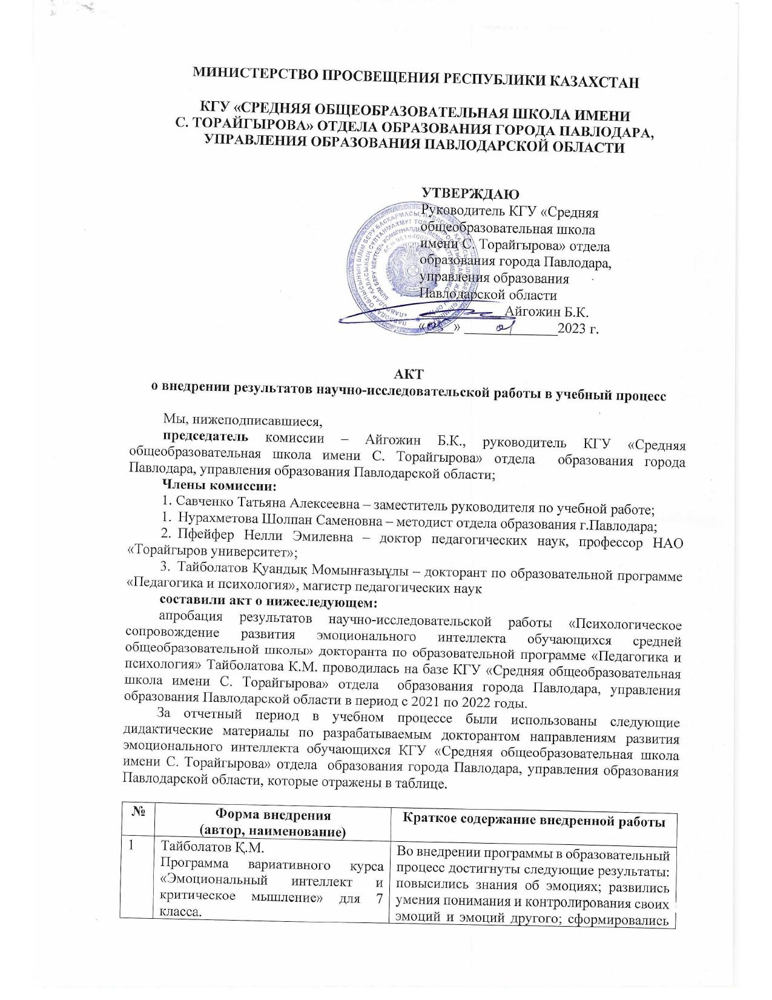 МИНИСТЕРСТВО ПРОСВЕЩЕНИЯ РЕСПУБЛИКИ КАЗАХСТАН
КГУ «СРЕДНЯЯ ОБЩЕОБРАЗОВАТЕЛЬНАЯ ШКОЛА ИМЕНИ
С. ТОРАЙГЫРОВА» ОТДЕЛА ОБРАЗОВАНИЯ ГОРОДА ПАВЛОДАРА,
УПРАВЛЕНИЯ ОБРАЗОВАНИЯ ПАВЛОДАРСКОЙ ОБЛАСТИ
УТВЕРЖДАЮ
Руководитель КГУ «Средняя
общеобразовательная школа
имени С. Торайгырова» отдела
образования города Павлодара,
управления образования
Павлодарской области
Айгожин Б.К.
«05» 01 2023 г.
АКТ
о внедрении результатов научно-исследовательской работы в учебный процесс
Мы, нижеподписавшиеся,
председатель комиссии – Айгожин Б.К., руководитель КГУ «Средняя
общеобразовательная школа имени С. Торайгырова» отдела образования города
Павлодара, управления образования Павлодарской области;
Члены комиссии:
1. Савченко Татьяна Алексеевна – заместитель руководителя по учебной работе;
1. Нурахметова Шолпан Саменовна – методист отдела образования г.Павлодара;
2. Пфейфер Нелли Эмилевна – доктор педагогических наук, профессор НАО
«Торайгыров университет»;
3. Тайболатов Қуандық Момынғазыұлы – докторант по образовательной программе
«Педагогика и психология», магистр педагогических наук
составили акт о нижеследующем:
апробация результатов научно-исследовательской работы «Психологическое
сопровождение развития эмоционального интеллекта обучающихся средней
общеобразовательной школы» докторанта по образовательной программе «Педагогика и
психология» Тайболатова К.М. проводилась на базе КГУ «Средняя общеобразовательная
школа имени С. Торайгырова» отдела образования города Павлодара, управления
образования Павлодарской области в период с 2021 по 2022 годы.
За отчетный период в учебном процессе были использованы следующие
дидактические материалы по разрабатываемым докторантом направлениям развития
эмоционального интеллекта обучающихся КГУ «Средняя общеобразовательная школа
имени С. Торайгырова» отдела образования города Павлодара, управления образования
Павлодарской области, которые отражены в таблице.
№
Форма внедрения
(автор, наименование)
Краткое содержание внедренной работы
1
Тайболатов Қ.М.
Программа вариативного курса
«Эмоциональный интеллект и
критическое мышление» для 7
класса.
Во внедрении программы в образовательный
процесс достигнуты следующие результаты:
повысились знания об эмоциях; развились
умения понимания и контролирования своих
эмоций и эмоций другого; сформировались